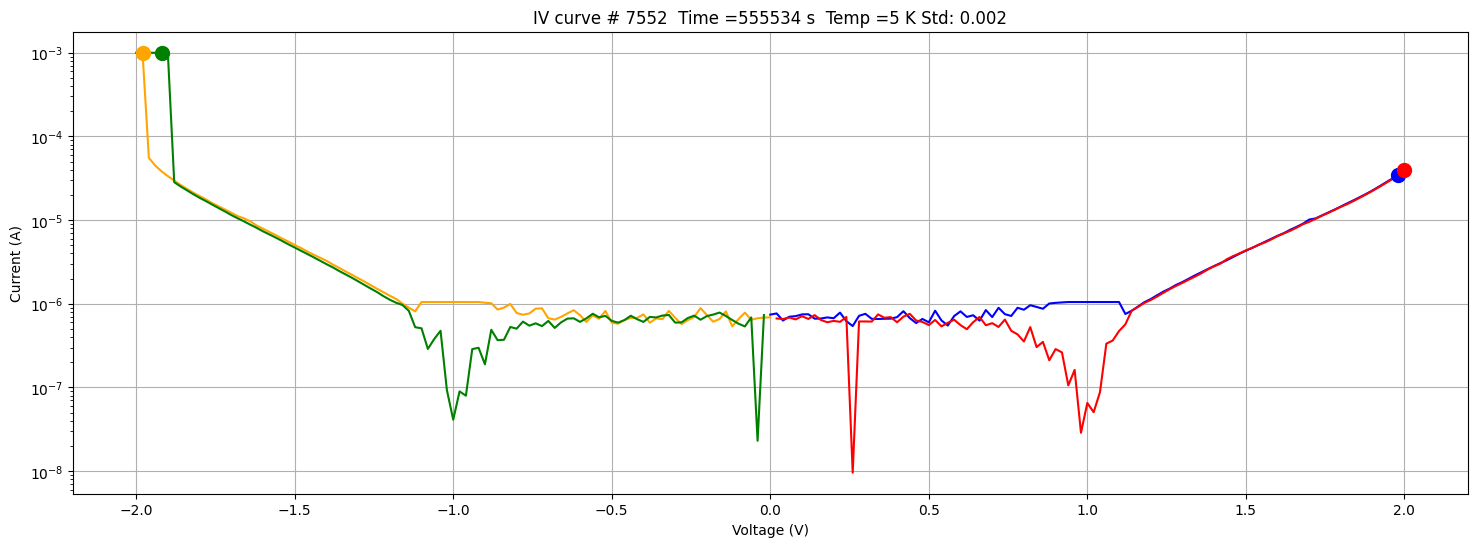 IV curve # 7552  Time =555534 s  Temp =5 K Std: 0.002
Current (A)
10⁻³
10⁻⁴
10⁻⁵
10⁻⁶
10⁻⁷
10⁻⁸
−2.0 −1.5 −1.0 −0.5 0.0 0.5 1.0 1.5 2.0
Voltage (V)